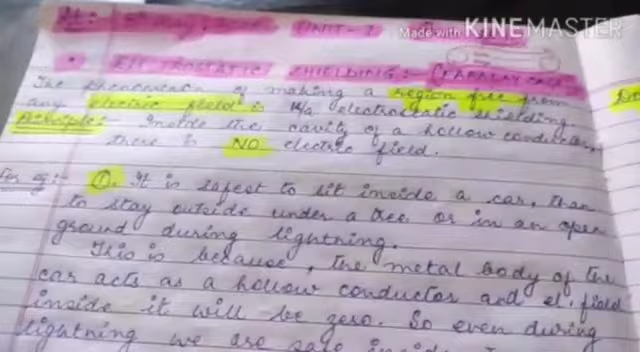 Made with KINEMASTER
UNIT-I
ELECTROSTATIC SHIELDING:-
The phenomenon of making a region free from
any electric field is k/a electrostatic shielding.
Principle:- Inside the cavity of a hollow conductor,
there is NO electric field.
For eg:- ①. It is safest to sit inside a car, than
to stay outside under a tree or in an open
ground during lightning.
This is because, the metal body of the
car acts as a hollow conductor and el. field
inside it will be zero. So even during
lightning we are safe inside